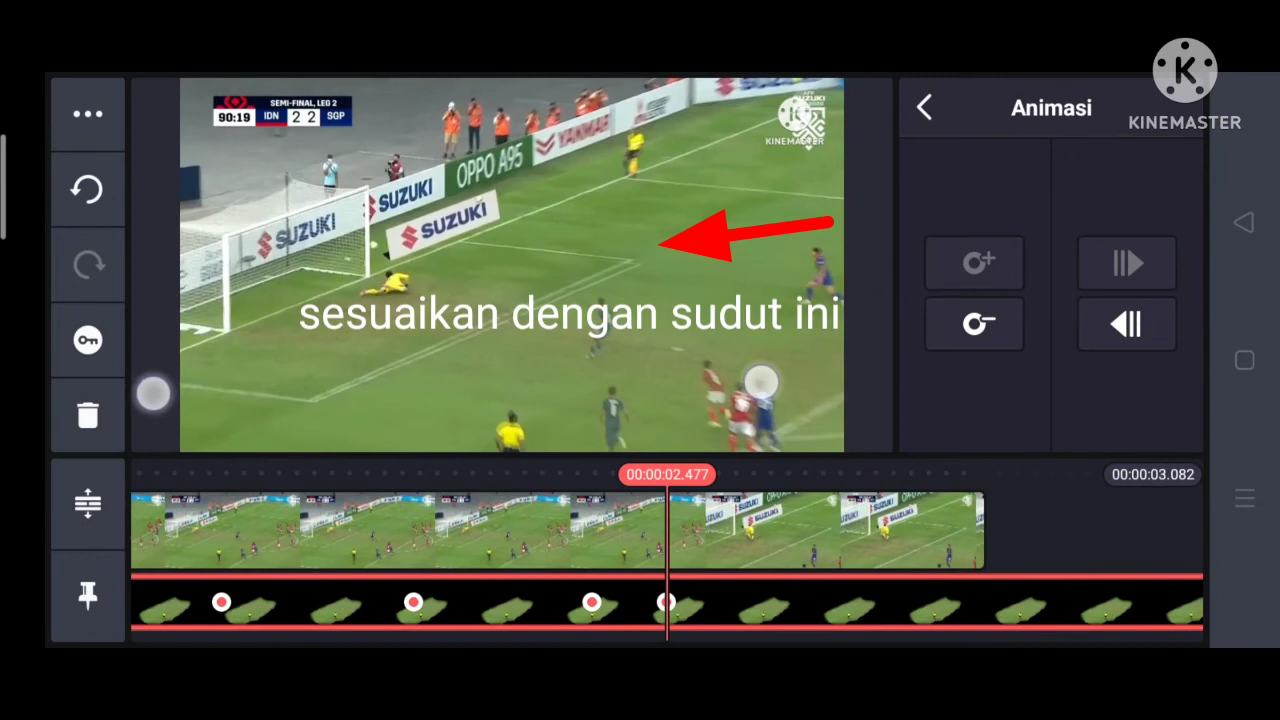 KINEMASTER
Animasi
SEMI-FINAL, LEG 2
90:19 IDN 2 2 SGP
SUZUKI
KINEMASTER
YANMAR
OPPO A95
SUZUKI
SUZUKI
SUZUKI
sesuaikan dengan sudut ini
00:00:02.477
00:00:03.082